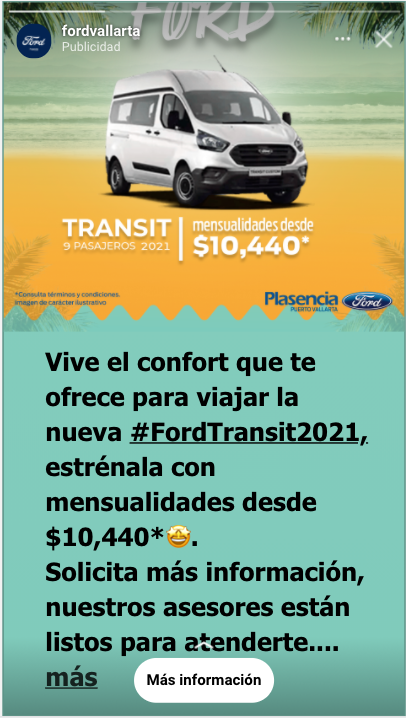 FORD
Ford
fordvallarta
Publicidad
TRANSIT
9 PASAJEROS 2021
mensualidades desde
$10,440*
*Consulta términos y condiciones.
Imagen de carácter ilustrativo
Plasencia
PUERTO VALLARTA
Ford
Vive el confort que te
ofrece para viajar la
nueva #FordTransit2021,
estrénala con
mensualidades desde
$10,440*🤩.
Solicita más información,
nuestros asesores están
listos para atenderte....
más
Más información